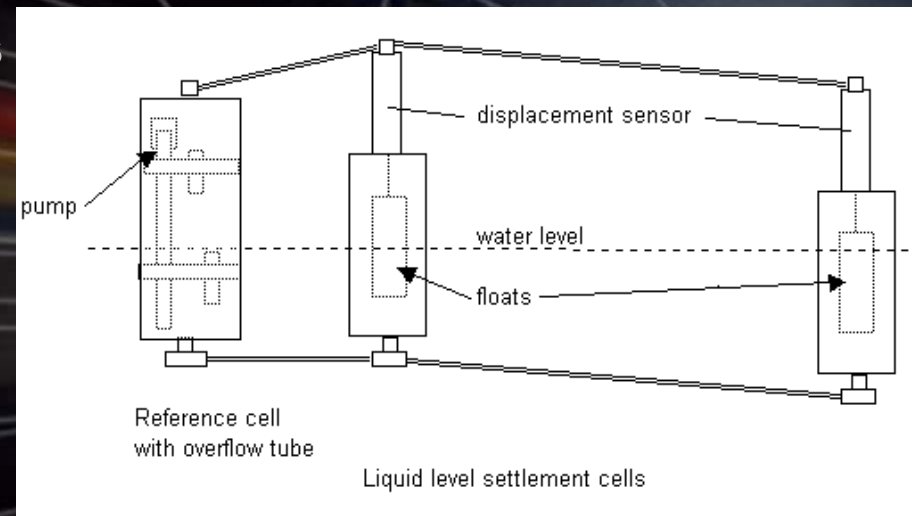 displacement sensor
pump
water level
floats
Reference cell
with overflow tube
Liquid level settlement cells